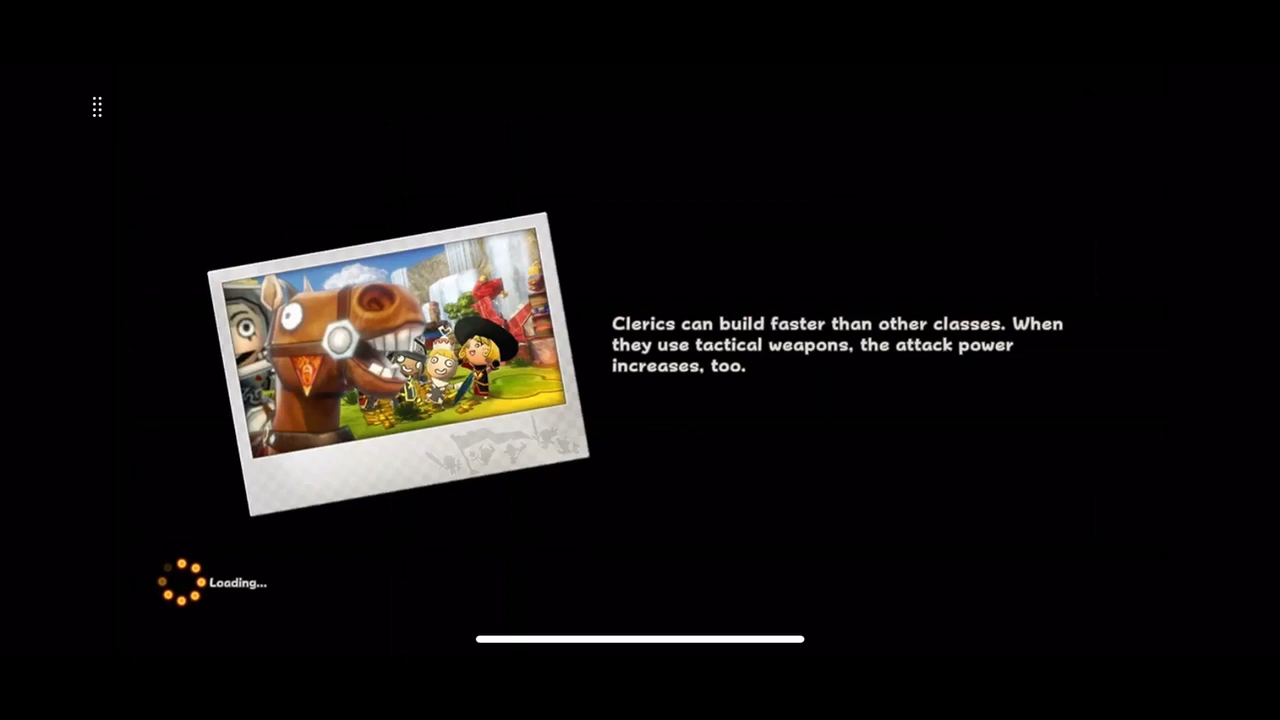 Clerics can build faster than other classes. When
they use tactical weapons, the attack power
increases, too.
Loading...